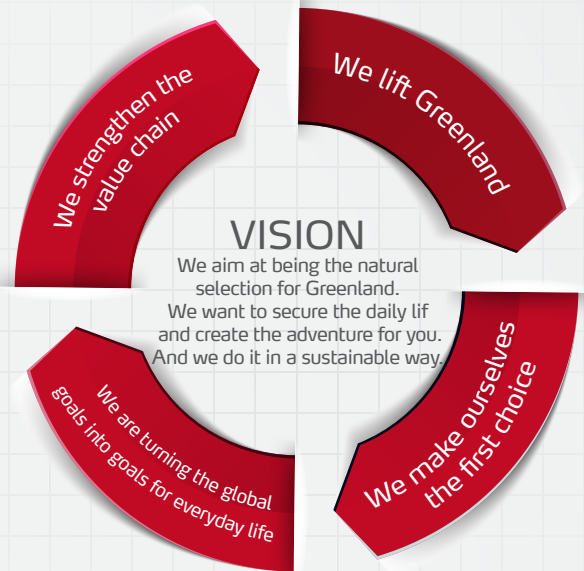 We strengthen the
value chain
We lift Greenland
VISION
We aim at being the natural
selection for Greenland.
We want to secure the daily lif
and create the adventure for you.
And we do it in a sustainable way.
We are turning the global
goals into goals for everyday life
We make ourselves
the first choice